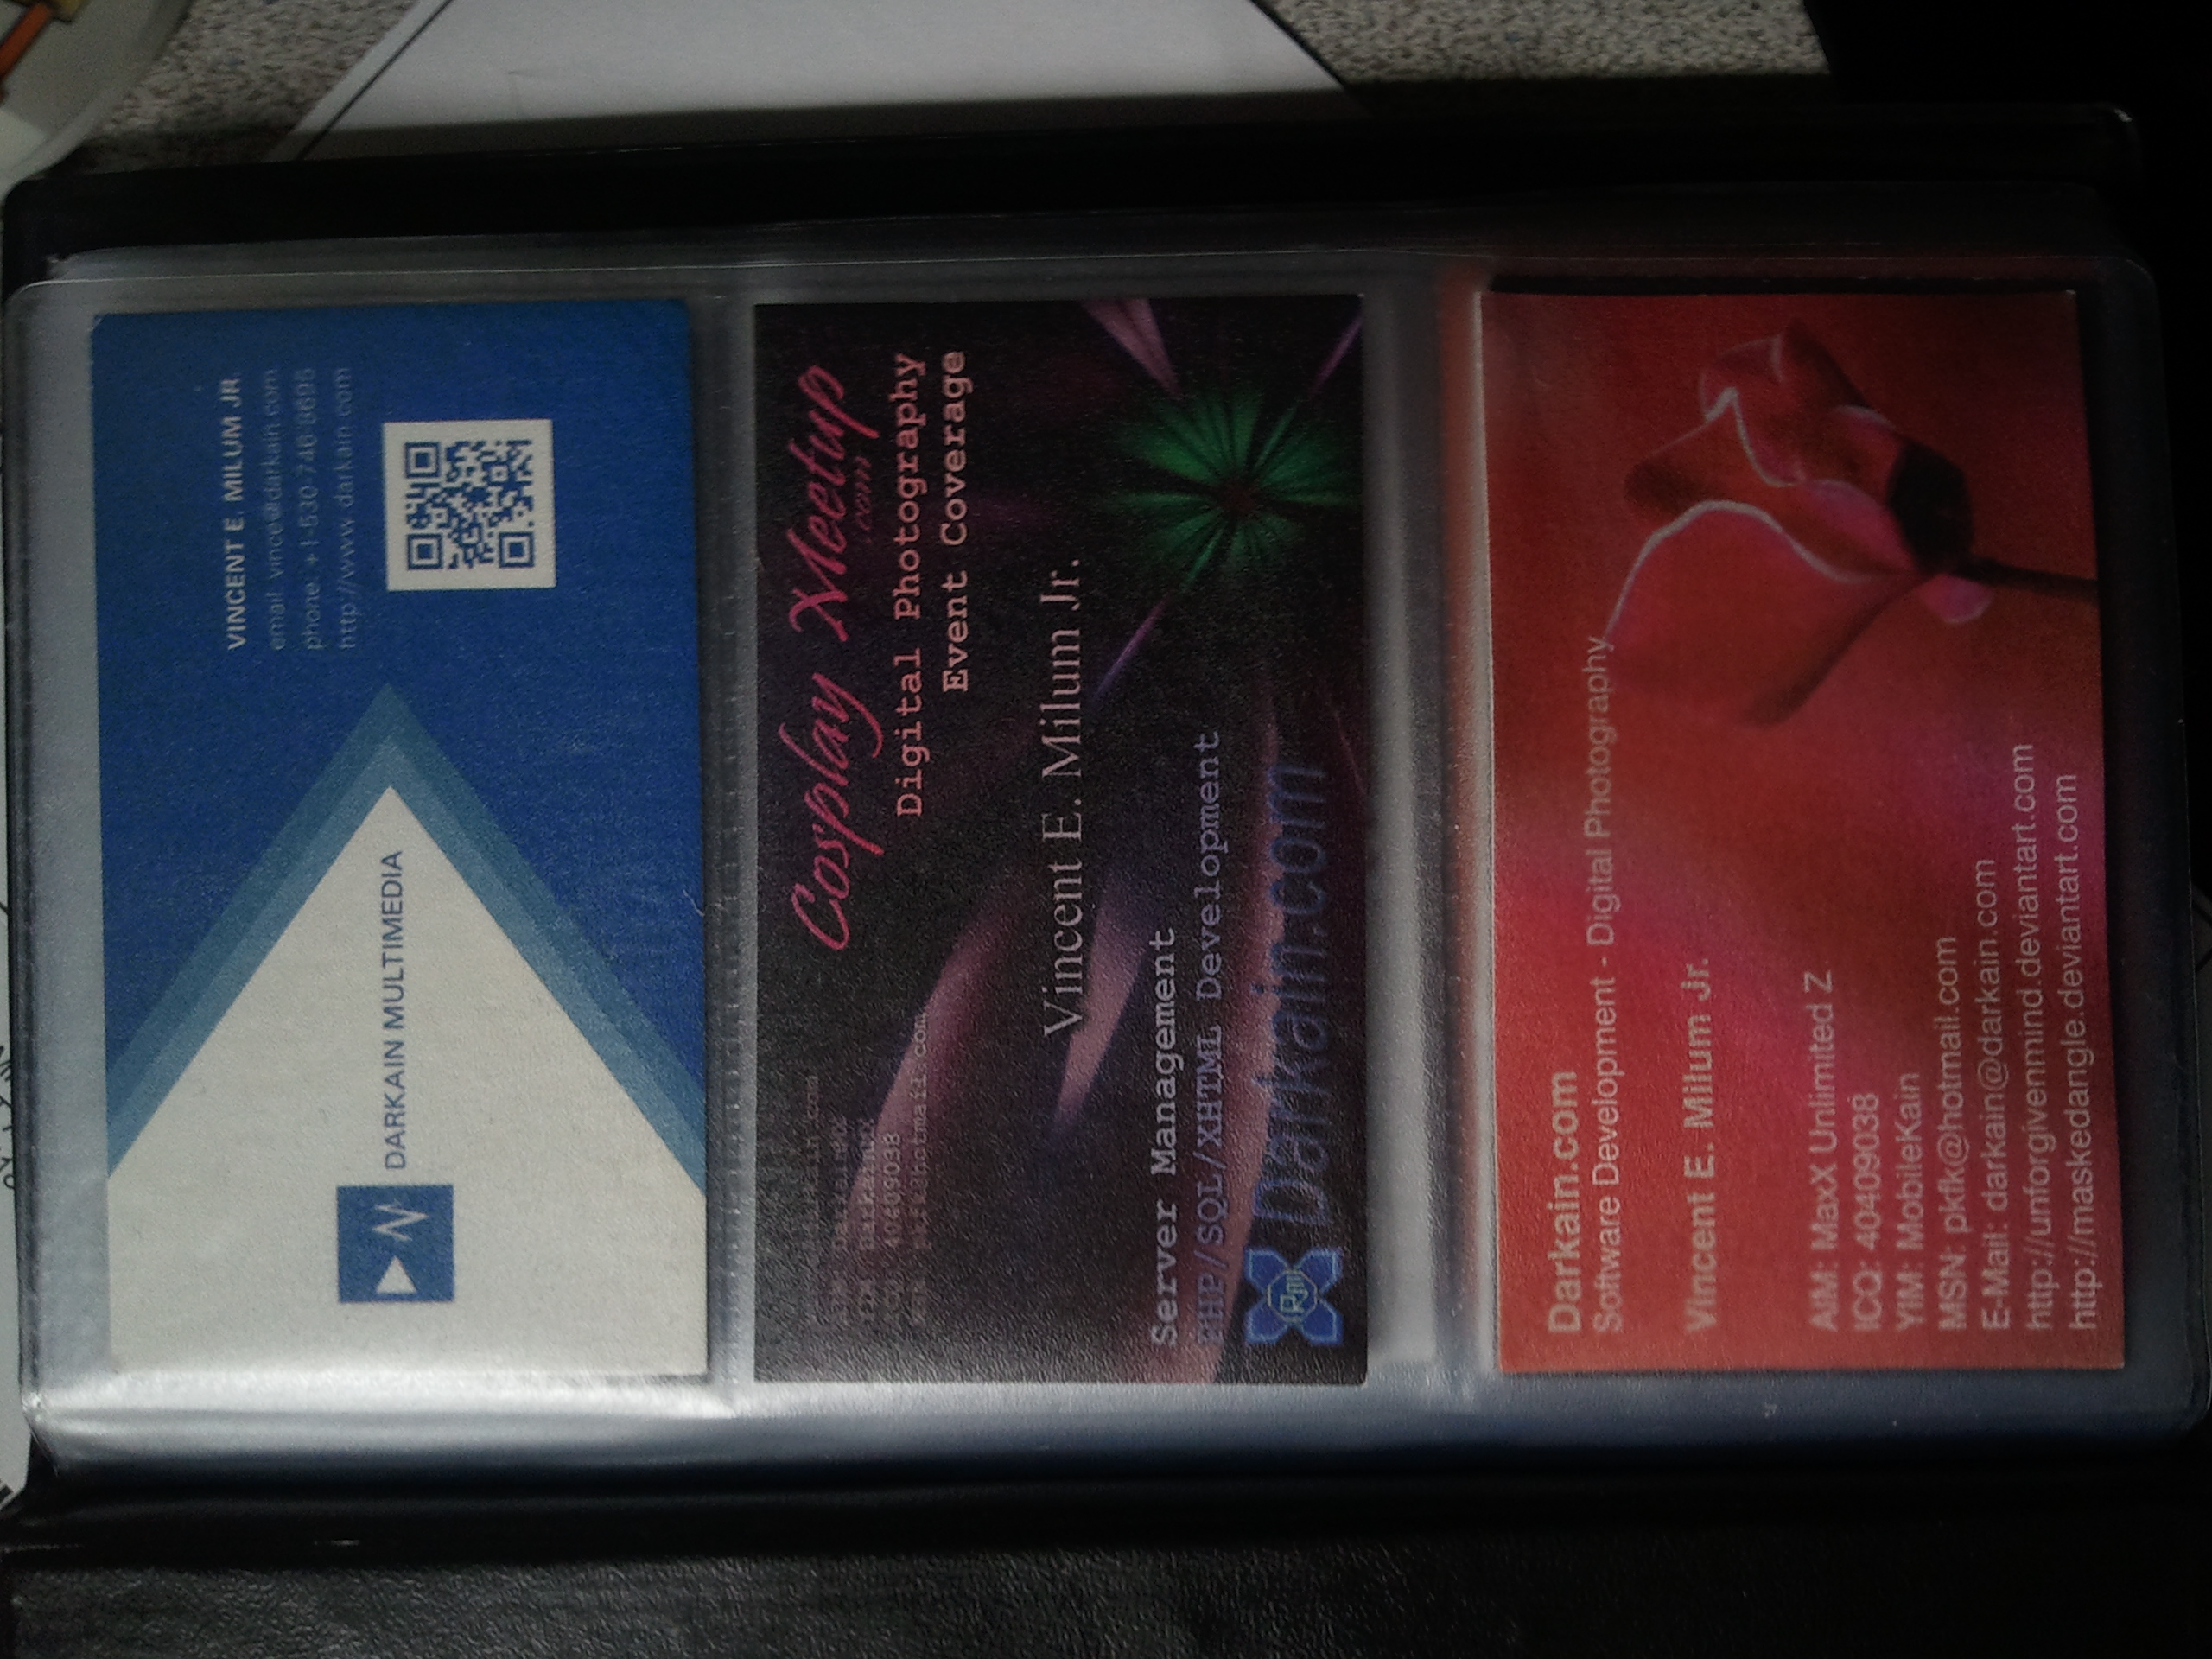 VINCENT E. MILUM JR
email: vince@darkain.com
phone: +1-530-746-8695
http://www.darkain.com
DARKAIN MULTIMEDIA
Cosplay Meetup
.com
Digital Photography
Event Coverage
40409038
Vincent E. Milum Jr.
Server Management
PHP/SQL/XHTML Development
Darkain.com
Darkain.com
Software Development - Digital Photography
Vincent E. Milum Jr.
AIM: MaxX Unlimited Z
ICQ: 40409038
YIM: MobileKain
MSN: pkfk@hotmail.com
E-Mail: darkain@darkain.com
http://unforgivenmind.deviantart.com
http://maskedangle.deviantart.com